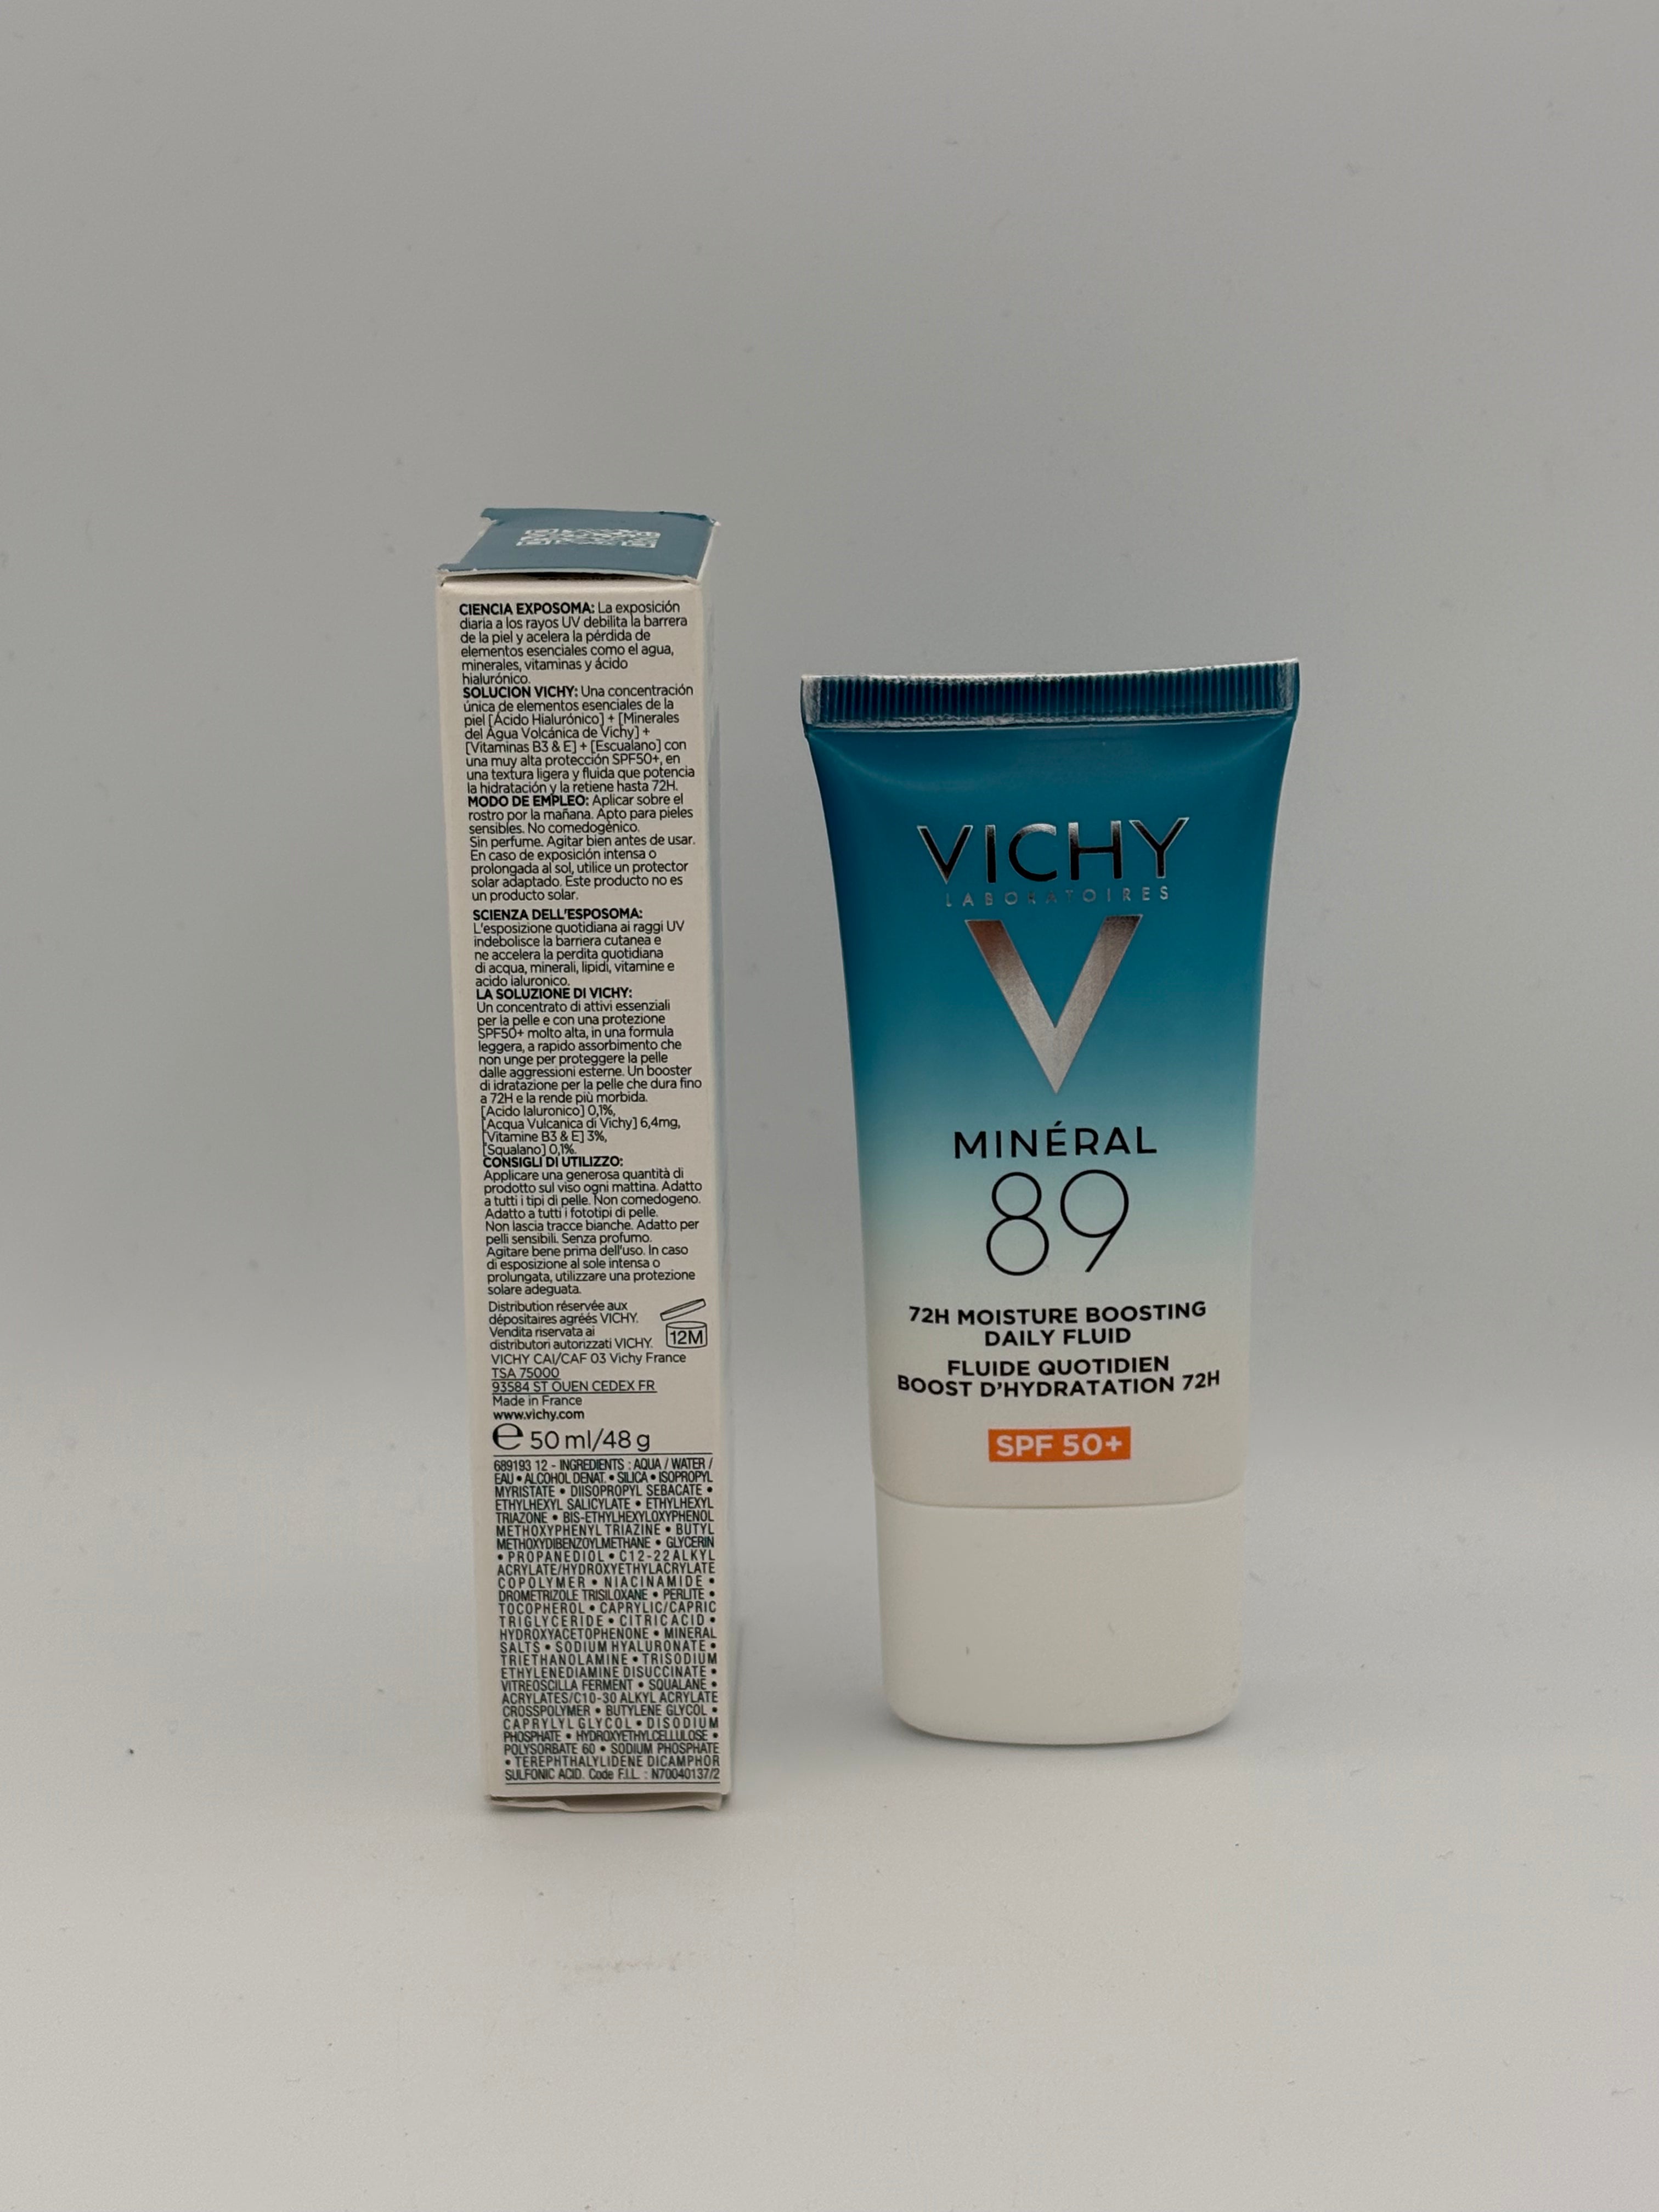 CIENCIA EXPOSOMA: La exposición
diaria a los rayos UV debilita la barrera
de la piel y acelera la pérdida de
elementos esenciales como el agua,
minerales, vitaminas y ácido
hialurónico.
SOLUCIÓN VICHY: Una concentración
única de elementos esenciales de la
piel [Ácido Hialurónico] + [Minerales
del Agua Volcánica de Vichy] +
[Vitaminas B3 & E] + [Escualano] con
una muy alta protección SPF50+, en
una textura ligera y fluida que potencia
la hidratación y la retiene hasta 72H.
MODO DE EMPLEO: Aplicar sobre el
rostro por la mañana. Apto para pieles
sensibles. No comedogènico.
Sin perfume. Agitar bien antes de usar.
En caso de exposición intensa o
prolongada al sol, utilice un protector
solar adaptado. Este producto no es
un producto solar.
SCIENZA DELL'ESPOSOMA:
L'esposizione quotidiana ai raggi UV
indebolisce la barriera cutanea e
ne accelera la perdita quotidiana
di acqua, minerali, lipidi, vitamine e
acido ialuronico.
LA SOLUZIONE DI VICHY:
Un concentrato di attivi essenziali
per la pelle e con una protezione
SPF50+ molto alta, in una formula
leggera, a rapido assorbimento che
non unge per proteggere la pelle
dalle aggressioni esterne. Un booster
di idratazione per la pelle che dura fino
a 72H e la rende più morbida.
[Acido Ialuronico] 0,1%,
[Acqua Vulcanica di Vichy] 6,4mg,
[Vitamine B3 & E] 3%,
[Squalano] 0,1%.
CONSIGLI DI UTILIZZO:
Applicare una generosa quantità di
prodotto sul viso ogni mattina. Adatto
a tutti i tipi di pelle. Non comedogeno.
Adatto a tutti i fototipi di pelle.
Non lascia tracce bianche. Adatto per
pelli sensibili. Senza profumo.
Agitare bene prima dell'uso. In caso
di esposizione al sole intensa o
prolungata, utilizzare una protezione
solare adeguata.
Distribution réservée aux
dépositaires agréés VICHY.
Vendita riservata ai
distributori autorizzati VICHY.
12M
VICHY CAI/CAF 03 Vichy France
TSA 75000
93584 ST OUEN CEDEX FR
Made in France
www.vichy.com
e 50 ml/48 g
689193 12 - INGREDIENTS : AQUA / WATER /
EAU • ALCOHOL DENAT. • SILICA • ISOPROPYL
MYRISTATE • DIISOPROPYL SEBACATE •
ETHYLHEXYL SALICYLATE • ETHYLHEXYL
TRIAZONE • BIS-ETHYLHEXYLOXYPHENOL
METHOXYPHENYL TRIAZINE • BUTYL
METHOXYDIBENZOYLMETHANE • GLYCERIN
• PROPANEDIOL • C12-22 ALKYL
ACRYLATE/HYDROXYETHYLACRYLATE
COPOLYMER • NIACINAMIDE •
DROMETRIZOLE TRISILOXANE • PERLITE •
TOCOPHEROL • CAPRYLIC/CAPRIC
TRIGLYCERIDE • CITRIC ACID •
HYDROXYACETOPHENONE • MINERAL
SALTS • SODIUM HYALURONATE •
TRIETHANOLAMINE • TRISODIUM
ETHYLENEDIAMINE DISUCCINATE •
VITREOSCILLA FERMENT • SQUALANE •
ACRYLATES/C10-30 ALKYL ACRYLATE
CROSSPOLYMER • BUTYLENE GLYCOL •
CAPRYLYL GLYCOL • DISODIUM
PHOSPHATE • HYDROXYETHYLCELLULOSE •
POLYSORBATE 60 • SODIUM PHOSPHATE
• TEREPHTHALYLIDENE DICAMPHOR
SULFONIC ACID. Code F.I.L. : N70040137/2
VICHY
LABORATOIRES
V
MINÉRAL
89
72H MOISTURE BOOSTING
DAILY FLUID
FLUIDE QUOTIDIEN
BOOST D'HYDRATATION 72H
SPF 50+